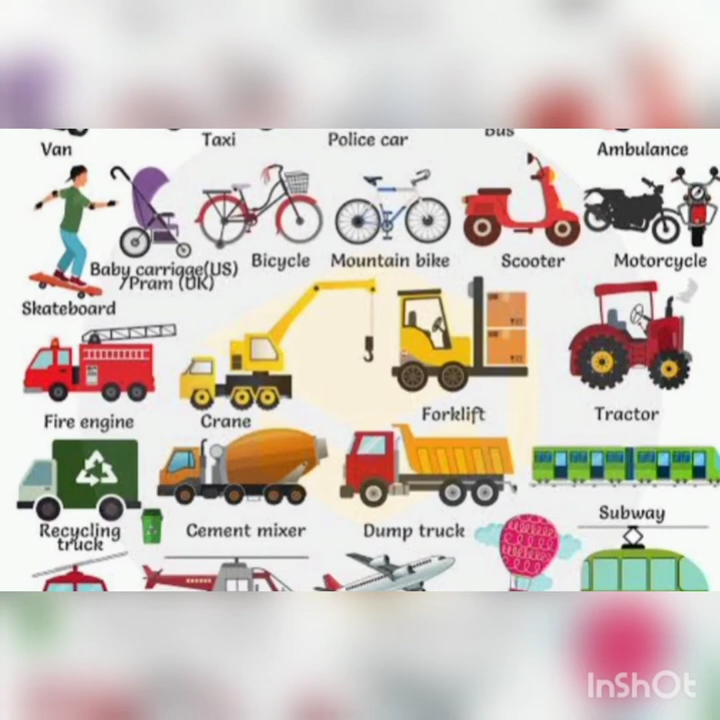 Van
Taxi
Police car
Bus
Ambulance
Baby carriage(US)
/Pram (UK)
Bicycle
Mountain bike
Scooter
Motorcycle
Skateboard
Fire engine
Crane
Forklift
Tractor
Recycling
truck
Cement mixer
Dump truck
Subway
InShOt